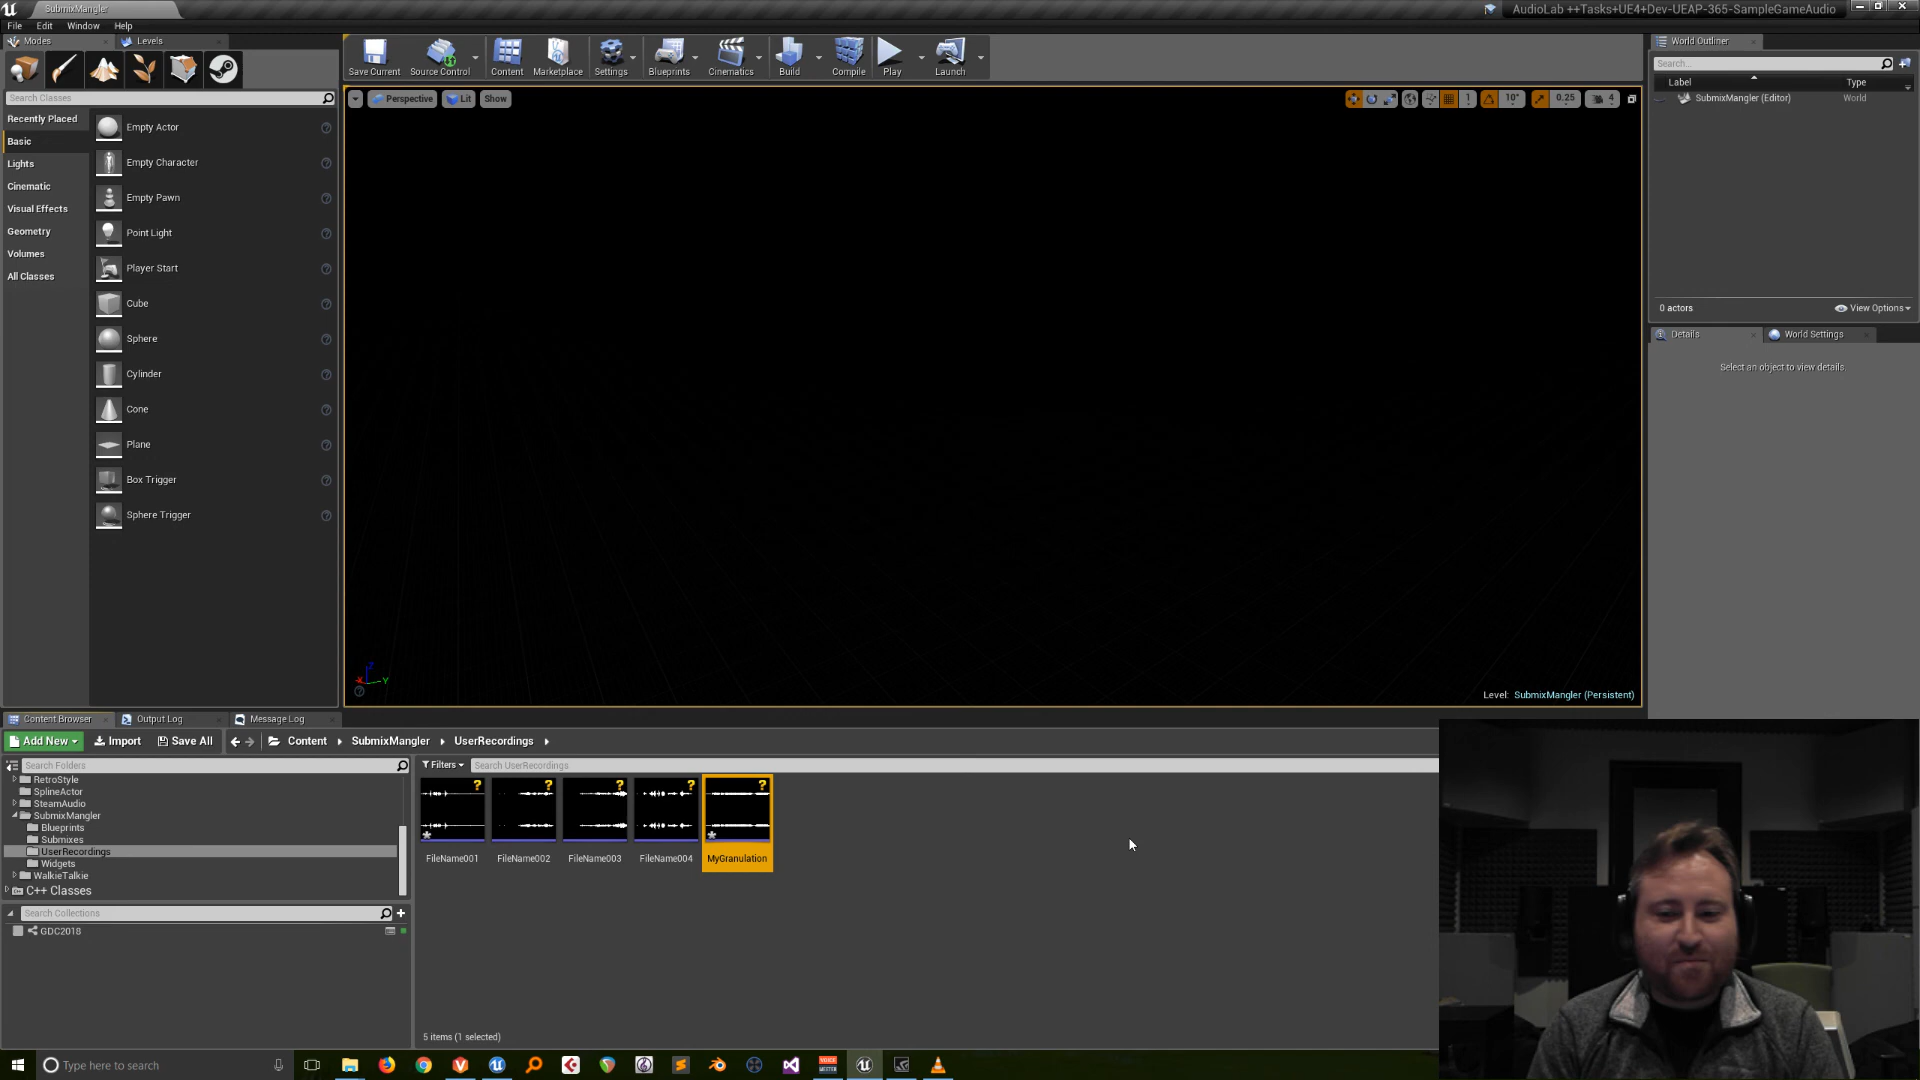 SubmixMangler
AudioLab ++Tasks+UE4+Dev-UEAP-365-SampleGameAudio
File Edit Window Help
Modes Levels
Search Classes
Recently Placed
Basic
Lights
Cinematic
Visual Effects
Geometry
Volumes
All Classes
Empty Actor
Empty Character
Empty Pawn
Point Light
Player Start
Cube
Sphere
Cylinder
Cone
Plane
Box Trigger
Sphere Trigger
Save Current Source Control Content Marketplace Settings Blueprints Cinematics Build Compile Play Launch
Perspective Lit Show
1 10° 0.25 4
X Y Z
Level: SubmixMangler (Persistent)
World Outliner
Search...
Label Type
SubmixMangler (Editor) World
0 actors View Options
Details World Settings
Select an object to view details.
Content Browser Output Log Message Log
Add New Import Save All Content SubmixMangler UserRecordings
Search Folders
RetroStyle
SplineActor
SteamAudio
SubmixMangler
Blueprints
Submixes
UserRecordings
Widgets
WalkieTalkie
C++ Classes
Search Collections
GDC2018
Filters Search UserRecordings
? ? ? ? ?
FileName001 FileName002 FileName003 FileName004 MyGranulation
5 items (1 selected)
Type here to search